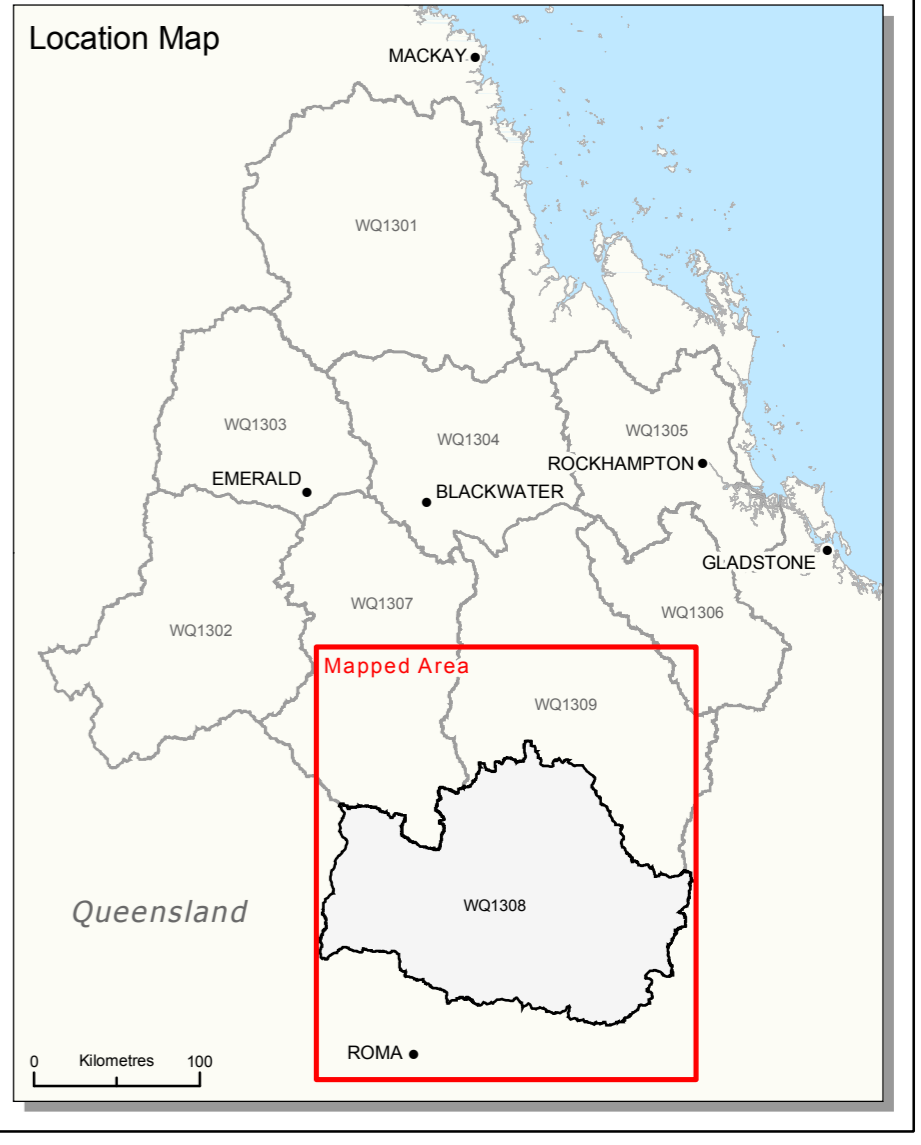 Location Map
MACKAY
WQ1301
WQ1303
WQ1304
WQ1305
EMERALD
BLACKWATER
ROCKHAMPTON
GLADSTONE
WQ1302
WQ1307
WQ1306
Mapped Area
WQ1309
WQ1308
Queensland
ROMA
0 Kilometres 100